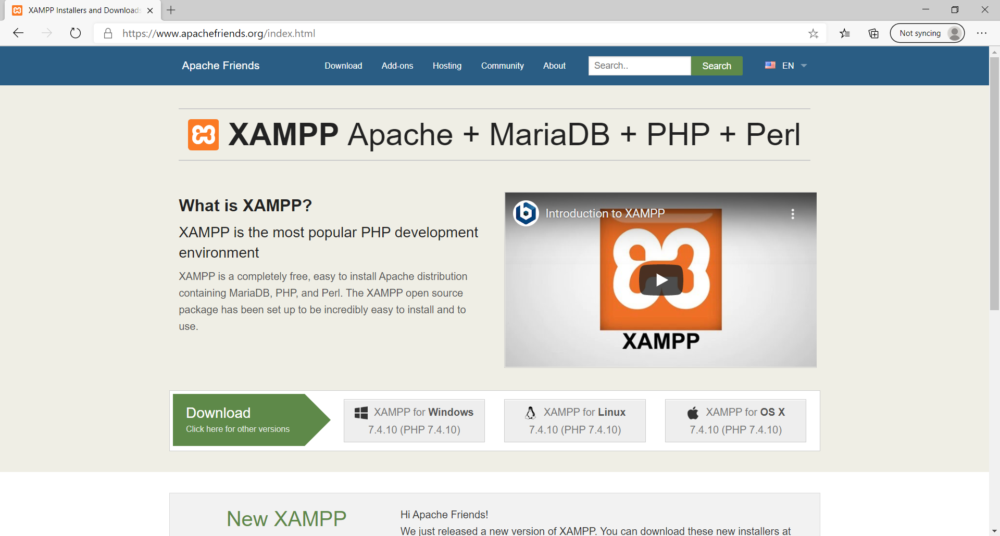 XAMPP Installers and Downloads
https://www.apachefriends.org/index.html
Not syncing
Apache Friends
Download
Add-ons
Hosting
Community
About
Search..
Search
EN
XAMPP Apache + MariaDB + PHP + Perl
What is XAMPP?
XAMPP is the most popular PHP development
environment
XAMPP is a completely free, easy to install Apache distribution
containing MariaDB, PHP, and Perl. The XAMPP open source
package has been set up to be incredibly easy to install and to
use.
Introduction to XAMPP
XAMPP
Download
Click here for other versions
XAMPP for Windows
7.4.10 (PHP 7.4.10)
XAMPP for Linux
7.4.10 (PHP 7.4.10)
XAMPP for OS X
7.4.10 (PHP 7.4.10)
New XAMPP
Hi Apache Friends!
We just released a new version of XAMPP. You can download these new installers at